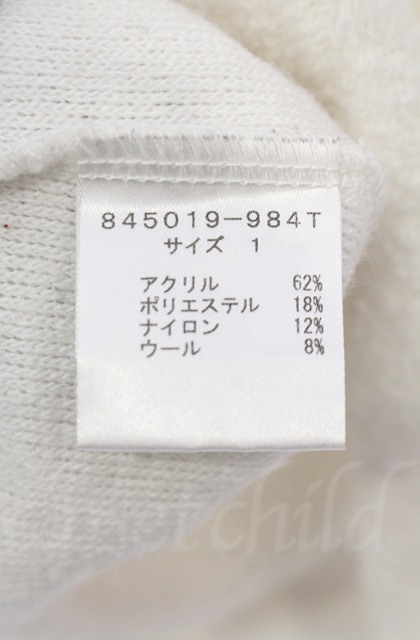 845019-984T
サイズ 1
アクリル 62%
ポリエステル 18%
ナイロン 12%
ウール 8%